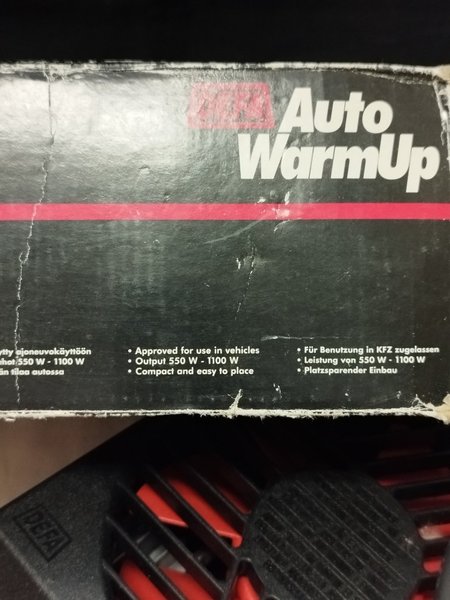 DEFA Auto
WarmUp
ajoneuvokäyttöön
550 W - 1100 W
tilaa autossa
• Approved for use in vehicles
• Output 550 W - 1100 W
• Compact and easy to place
• Für Benutzung in KFZ zugelassen
• Leistung von 550 W - 1100 W
• Platzsparender Einbau
DEFA